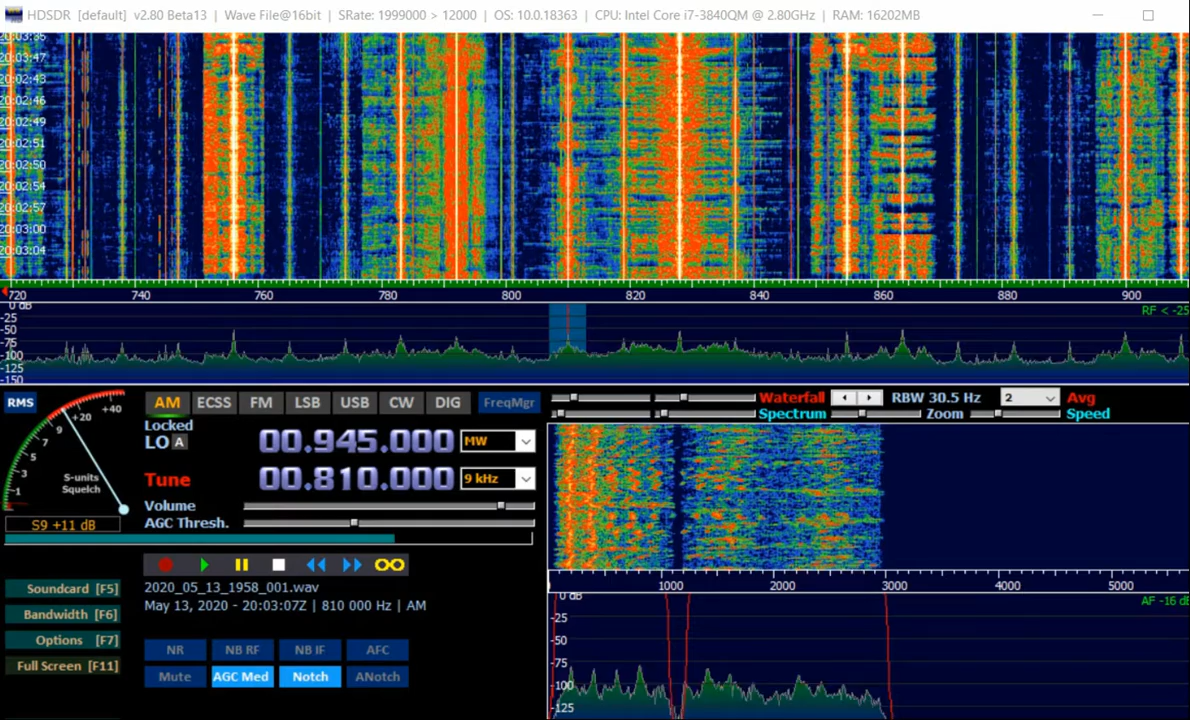 HDSDR [default] v2.80 Beta13 | Wave File@16bit | SRate: 1999000 > 12000 | OS: 10.0.18363 | CPU: Intel Core i7-3840QM @ 2.80GHz | RAM: 16202MB
20:03:47
20:02:43
20:02:46
20:02:49
20:02:51
20:02:50
20:02:54
20:02:57
20:03:00
20:03:04
720 740 760 780 800 820 840 860 880 900
0 dB
RF < -25
-25
-50
-75
-100
-125
-150
RMS
+20 +40
9
7
5
3
1
S-units
Squelch
S9 +11 dB
AM ECSS FM LSB USB CW DIG FreqMgr
Locked
LO A 00.945.000 MW
Tune 00.810.000 9 kHz
Volume
AGC Thresh.
Waterfall RBW 30.5 Hz 2 Avg
Spectrum Zoom Speed
2020_05_13_1958_001.wav
May 13, 2020 - 20:03:07Z | 810 000 Hz | AM
Soundcard [F5]
Bandwidth [F6]
Options [F7]
Full Screen [F11]
NR NB RF NB IF AFC
Mute AGC Med Notch ANotch
1000 2000 3000 4000 5000
0 dB
AF -16 dB
-25
-50
-75
-100
-125